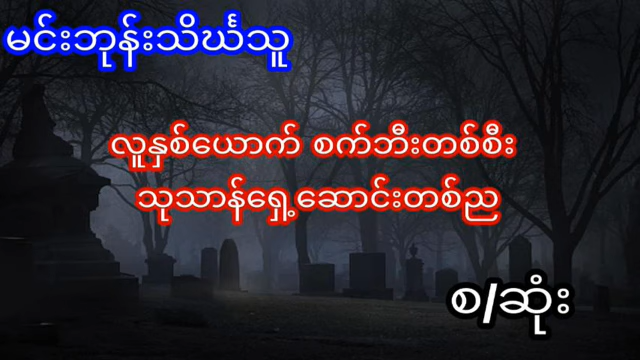 မင်းဘုန်းသိင်္ဃသူ
လူနှစ်ယောက် စက်ဘီးတစ်စီး
သုသာန်ရှေ့ဆောင်းတစ်ည
စ/ဆုံး